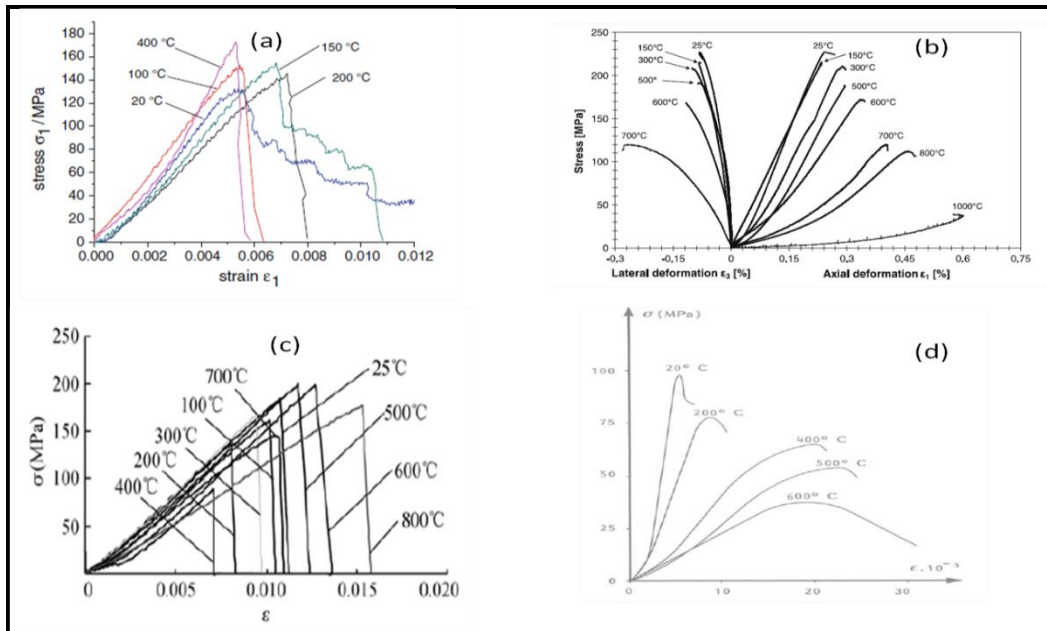 (a)
stress σ1 /MPa
180
160
140
120
100
80
60
40
20
0
400 °C
100 °C
20 °C
150 °C
200 °C
0.000 0.002 0.004 0.006 0.008 0.010 0.012
strain ε1
(b)
Stress [MPa]
250
200
150
100
50
0
25°C
150°C
300°C
500°
600°C
700°C
25°C
150°C
300°C
500°C
600°C
700°C
800°C
1000°C
-0,3 -0,15 0 0,15 0,3 0,45 0,6 0,75
Lateral deformation ε3 [%] Axial deformation ε1 [%]
(c)
σ(MPa)
250
200
150
100
50
25℃
700℃
100℃
300℃
200℃
400℃
500℃
600℃
800℃
0 0.005 0.010 0.015 0.020
ε
(d)
σ (MPa)
100
75
50
25
0
20° C
200° C
400° C
500° C
600° C
0 10 20 30
ε.10⁻³